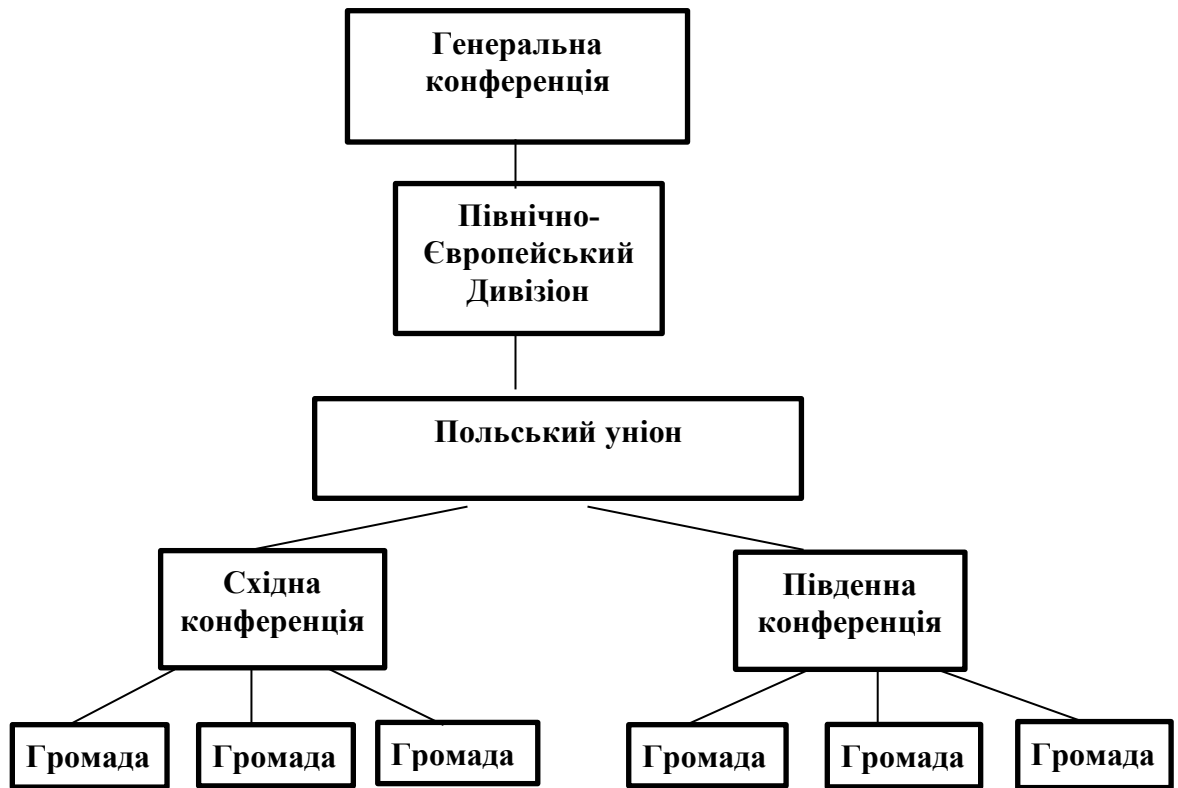 Генеральна
конференція
Північно-
Європейський
Дивізіон
Польський уніон
Східна
конференція
Південна
конференція
Громада
Громада
Громада
Громада
Громада
Громада